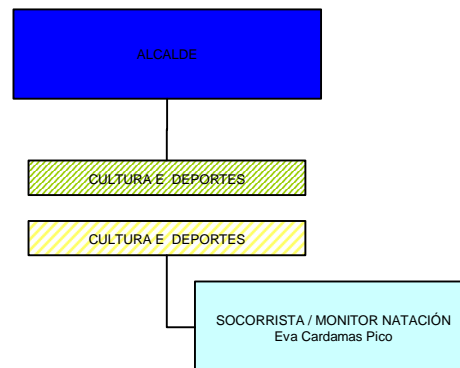 ALCALDE
CULTURA E DEPORTES
CULTURA E DEPORTES
SOCORRISTA / MONITOR NATACIÓN
Eva Cardamas Pico